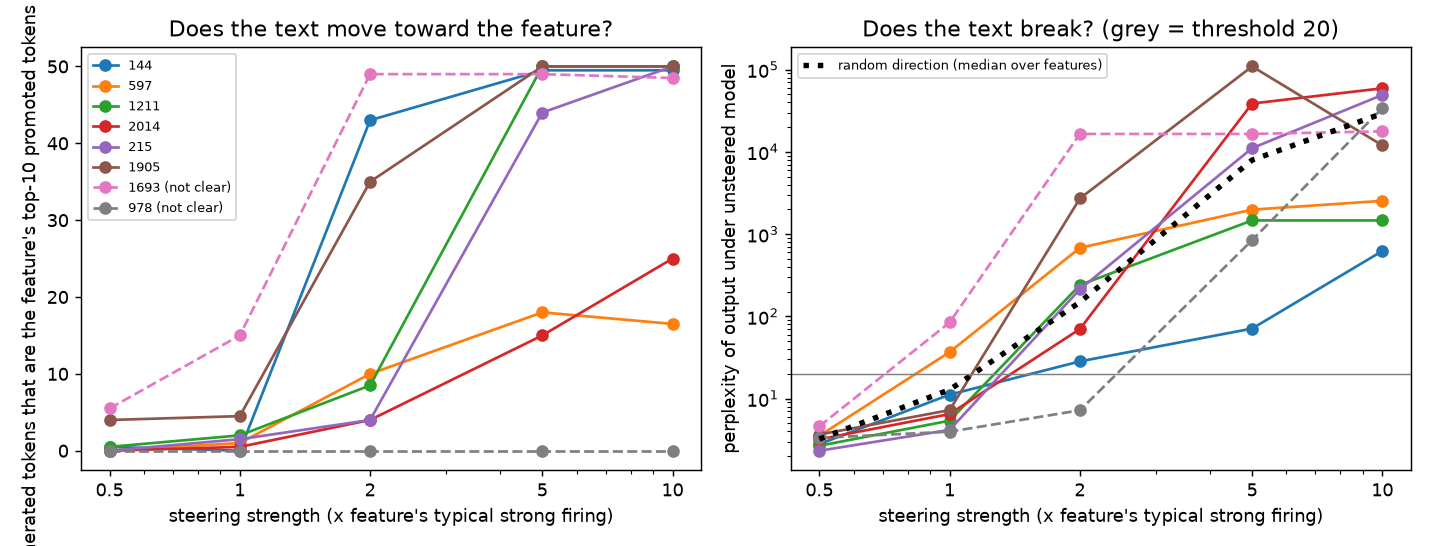 Does the text move toward the feature?
nerated tokens that are the feature's top-10 promoted tokens
50
40
30
20
10
0
144
597
1211
2014
215
1905
1693 (not clear)
978 (not clear)
0.5 1 2 5 10
steering strength (x feature's typical strong firing)
Does the text break? (grey = threshold 20)
perplexity of output under unsteered model
10^5
10^4
10^3
10^2
10^1
random direction (median over features)
0.5 1 2 5 10
steering strength (x feature's typical strong firing)